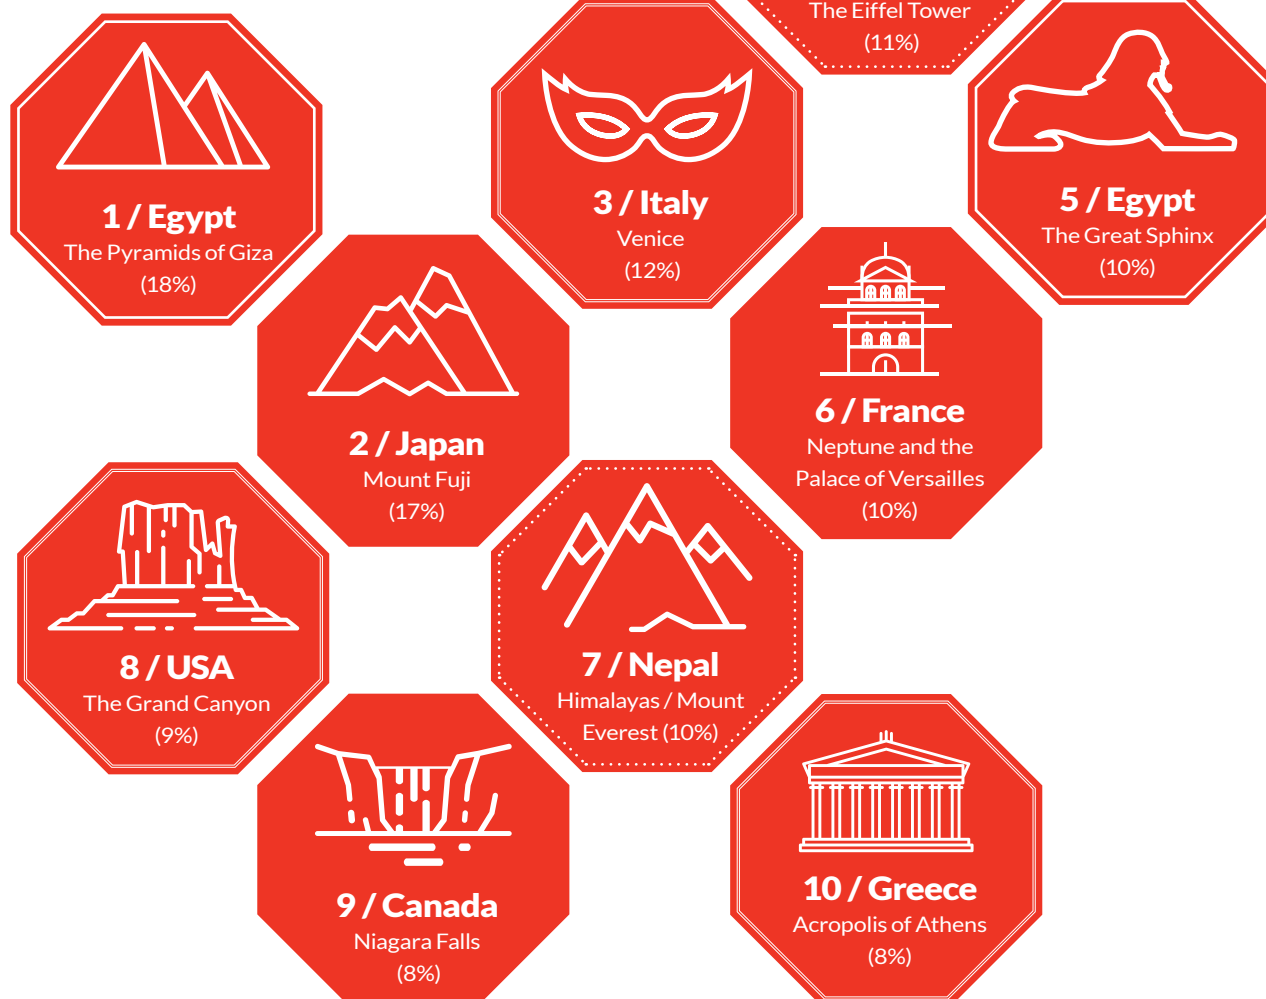 The Eiffel Tower
(11%)
1 / Egypt
The Pyramids of Giza
(18%)
3 / Italy
Venice
(12%)
5 / Egypt
The Great Sphinx
(10%)
2 / Japan
Mount Fuji
(17%)
6 / France
Neptune and the
Palace of Versailles
(10%)
8 / USA
The Grand Canyon
(9%)
7 / Nepal
Himalayas / Mount
Everest (10%)
9 / Canada
Niagara Falls
(8%)
10 / Greece
Acropolis of Athens
(8%)